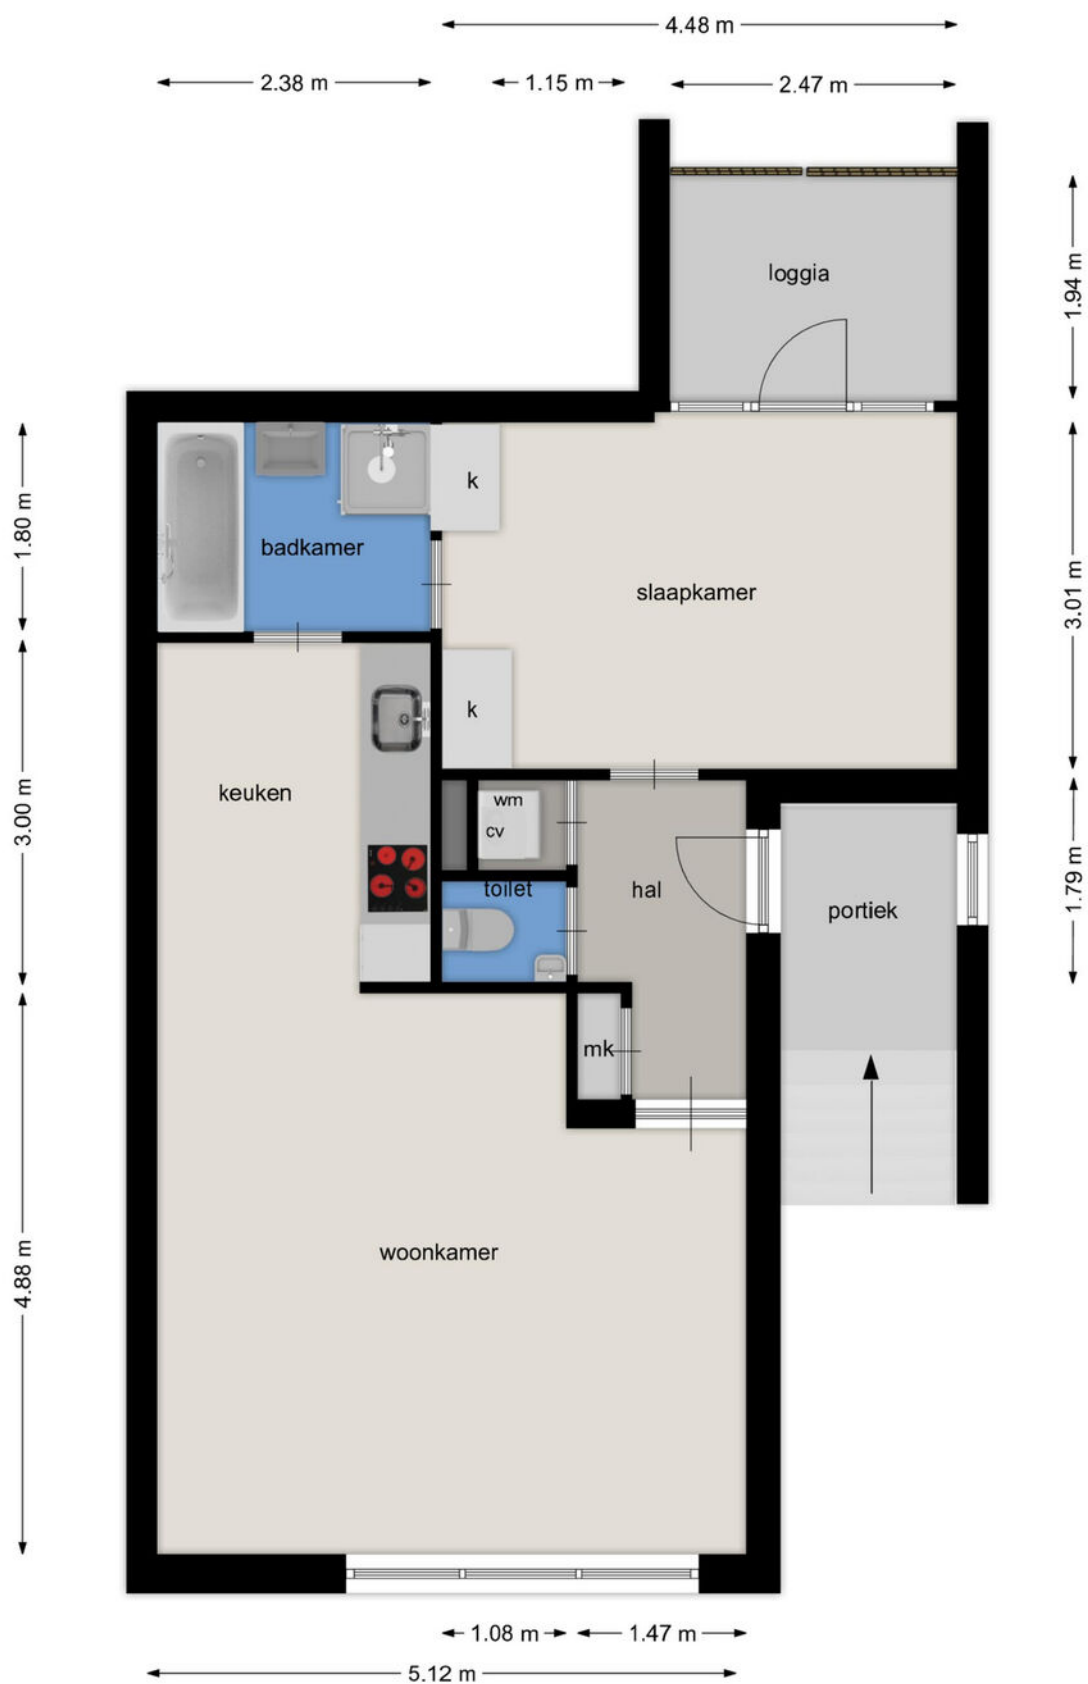 4.48 m
2.38 m
1.15 m
2.47 m
loggia
1.94 m
k
badkamer
1.80 m
slaapkamer
3.01 m
k
keuken
3.00 m
wm
cv
toilet
hal
portiek
1.79 m
mk
woonkamer
4.88 m
1.08 m
1.47 m
5.12 m